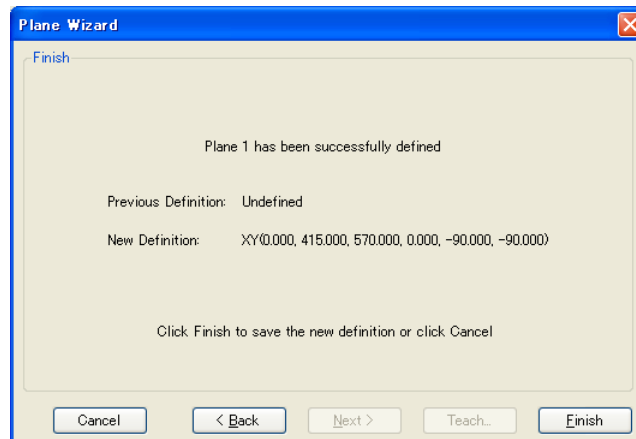 Plane Wizard
Finish
Plane 1 has been successfully defined
Previous Definition: Undefined
New Definition: XY(0.000, 415.000, 570.000, 0.000, -90.000, -90.000)
Click Finish to save the new definition or click Cancel
Cancel < Back Next > Teach... Finish